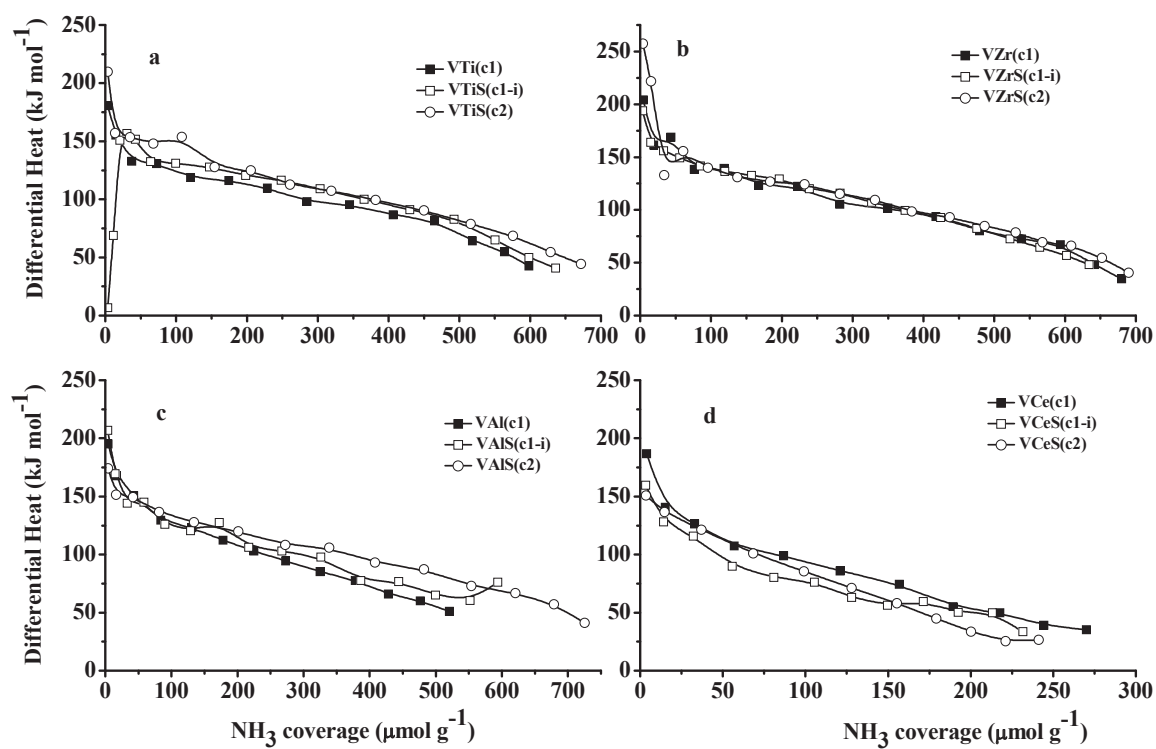 250
200
150
100
50
0
0 100 200 300 400 500 600 700
a
VTi(c1)
VTiS(c1-i)
VTiS(c2)
250
200
150
100
50
0
0 100 200 300 400 500 600 700
b
VZr(c1)
VZrS(c1-i)
VZrS(c2)
Differential Heat (kJ mol⁻¹)
250
200
150
100
50
0
0 100 200 300 400 500 600 700
c
VAl(c1)
VAlS(c1-i)
VAlS(c2)
250
200
150
100
50
0
0 50 100 150 200 250 300
d
VCe(c1)
VCeS(c1-i)
VCeS(c2)
Differential Heat (kJ mol⁻¹)
NH₃ coverage (μmol g⁻¹)
NH₃ coverage (μmol g⁻¹)